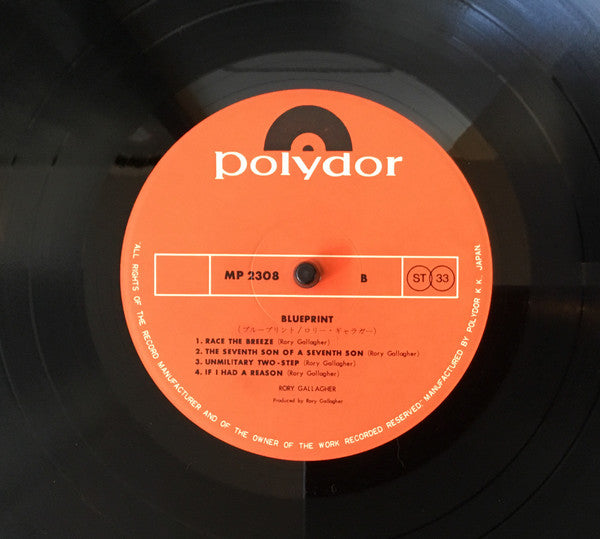 polydor
MP 2308 B ST 33
BLUEPRINT
(ブループリント/ロリー・ギャラガー)
1. RACE THE BREEZE (Rory Gallagher)
2. THE SEVENTH SON OF A SEVENTH SON (Rory Gallagher)
3. UNMILITARY TWO-STEP (Rory Gallagher)
4. IF I HAD A REASON (Rory Gallagher)
RORY GALLAGHER
Produced by Rory Gallagher
"ALL RIGHTS OF THE RECORD MANUFACTURER AND OF THE OWNER OF THE WORK RECORDED RESERVED" MANUFACTURED BY POLYDOR K.K. JAPAN